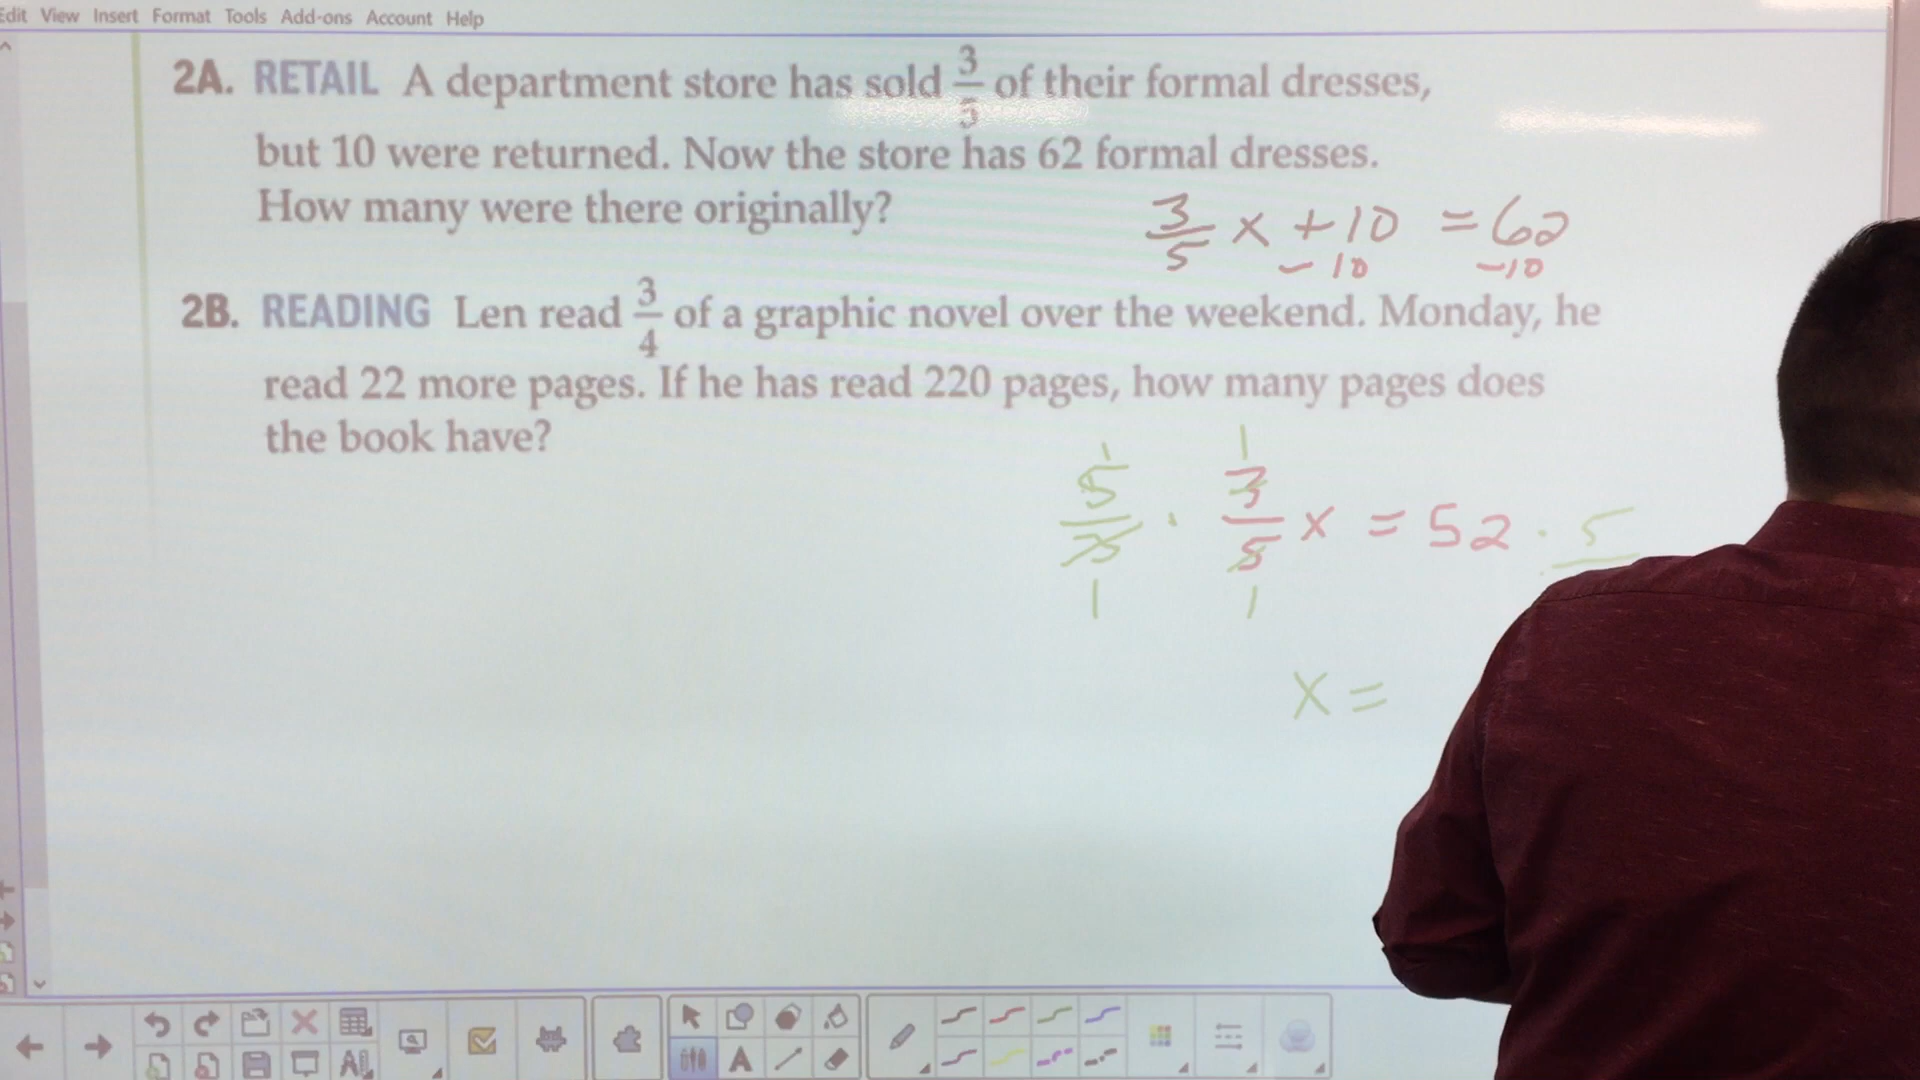 Edit View Insert Format Tools Add-ons Account Help
2A. RETAIL A department store has sold 3/5 of their formal dresses,
but 10 were returned. Now the store has 62 formal dresses.
How many were there originally?
3/5 x + 10 = 62
- 10 -10
2B. READING Len read 3/4 of a graphic novel over the weekend. Monday, he
read 22 more pages. If he has read 220 pages, how many pages does
the book have?
1 1
5/3 · 3/5 x = 52 · 5
1 1
x =
A